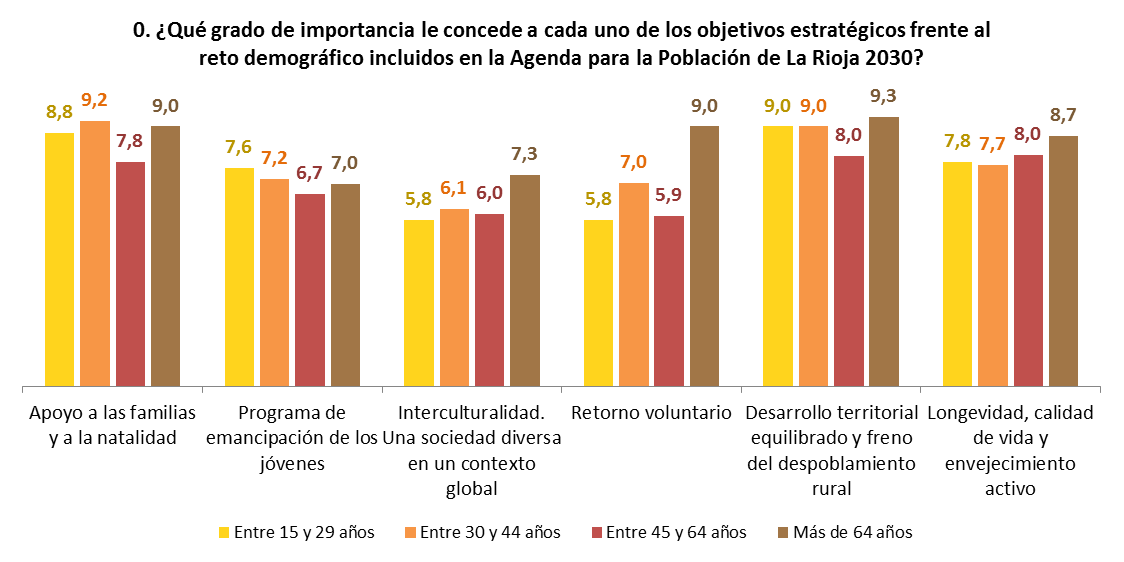 0. ¿Qué grado de importancia le concede a cada uno de los objetivos estratégicos frente al
reto demográfico incluidos en la Agenda para la Población de La Rioja 2030?
8,8
9,2
7,8
9,0
7,6
7,2
6,7
7,0
5,8
6,1
6,0
7,3
5,8
7,0
5,9
9,0
9,0
9,0
8,0
9,3
7,8
7,7
8,0
8,7
Apoyo a las familias
y a la natalidad
Programa de
emancipación de los
jóvenes
Interculturalidad.
Una sociedad diversa
en un contexto
global
Retorno voluntario
Desarrollo territorial
equilibrado y freno
del despoblamiento
rural
Longevidad, calidad
de vida y
envejecimiento
activo
Entre 15 y 29 años
Entre 30 y 44 años
Entre 45 y 64 años
Más de 64 años